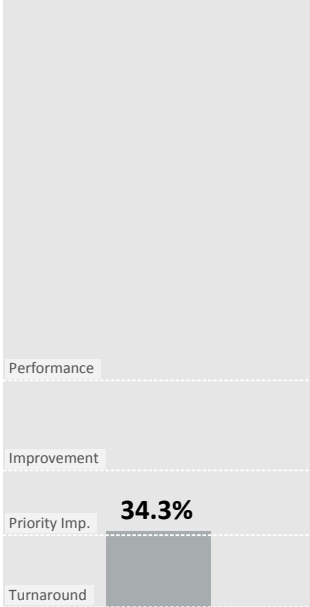 Performance
Improvement
34.3%
Priority Imp.
Turnaround